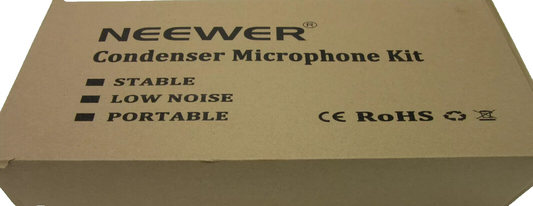 NEEWER®
Condenser Microphone Kit
STABLE
LOW NOISE
PORTABLE
CE RoHS